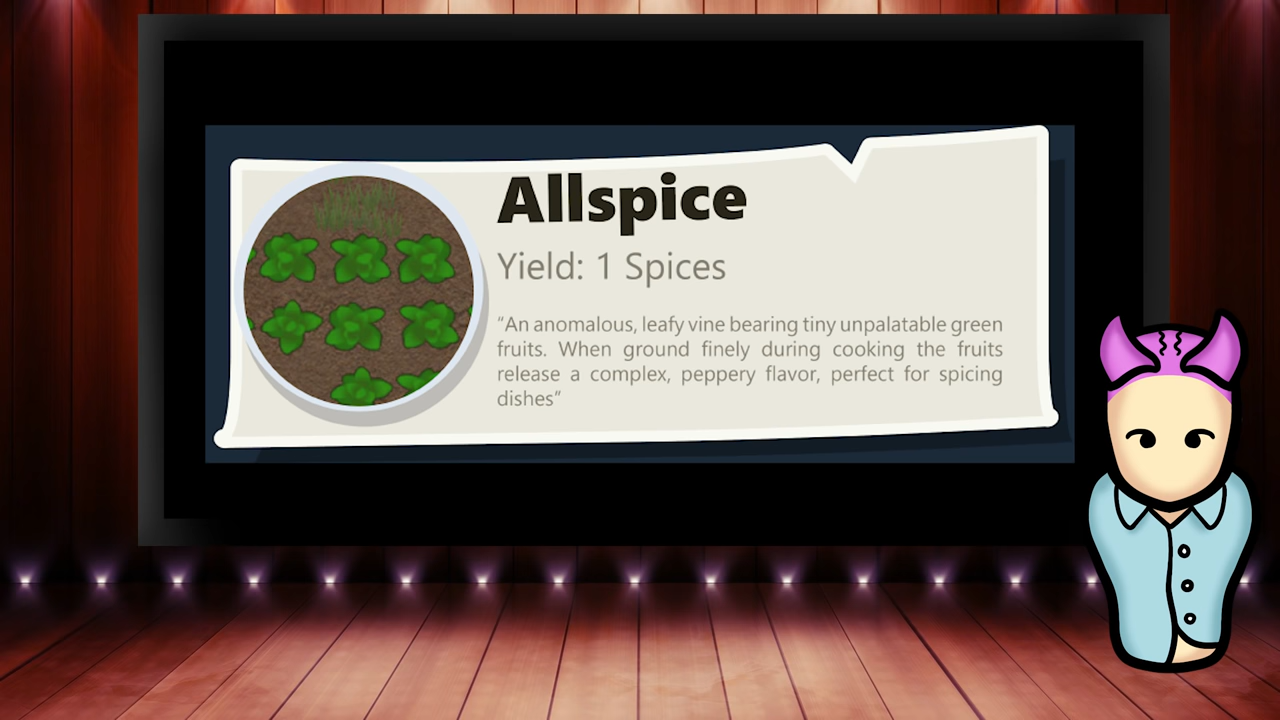 Allspice
Yield: 1 Spices
“An anomalous, leafy vine bearing tiny unpalatable green
fruits. When ground finely during cooking the fruits
release a complex, peppery flavor, perfect for spicing
dishes”